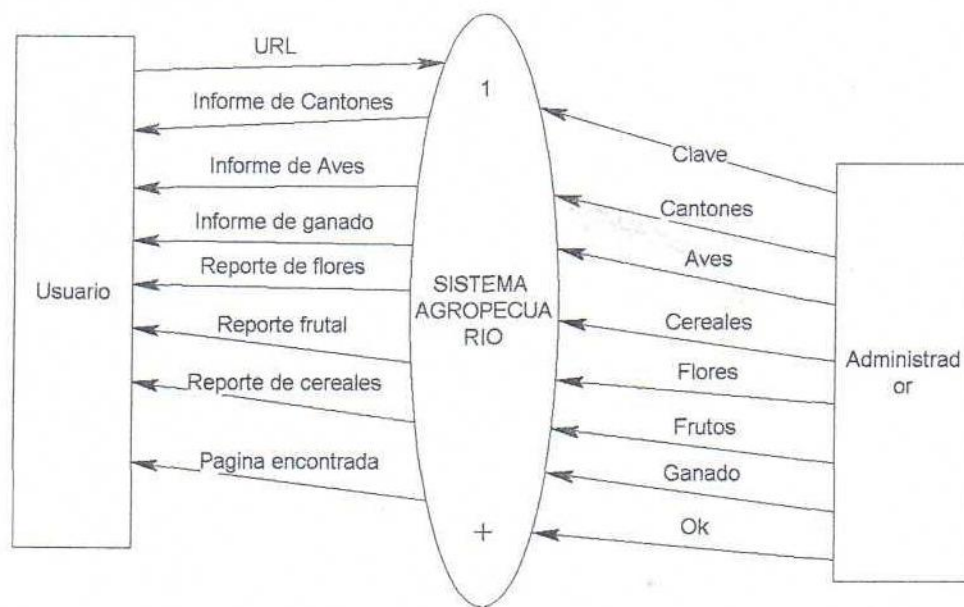 URL
Informe de Cantones
Informe de Aves
Informe de ganado
Reporte de flores
Reporte frutal
Reporte de cereales
Pagina encontrada
Usuario
1
SISTEMA
AGROPECUA
RIO
+
Clave
Cantones
Aves
Cereales
Flores
Frutos
Ganado
Ok
Administrad
or